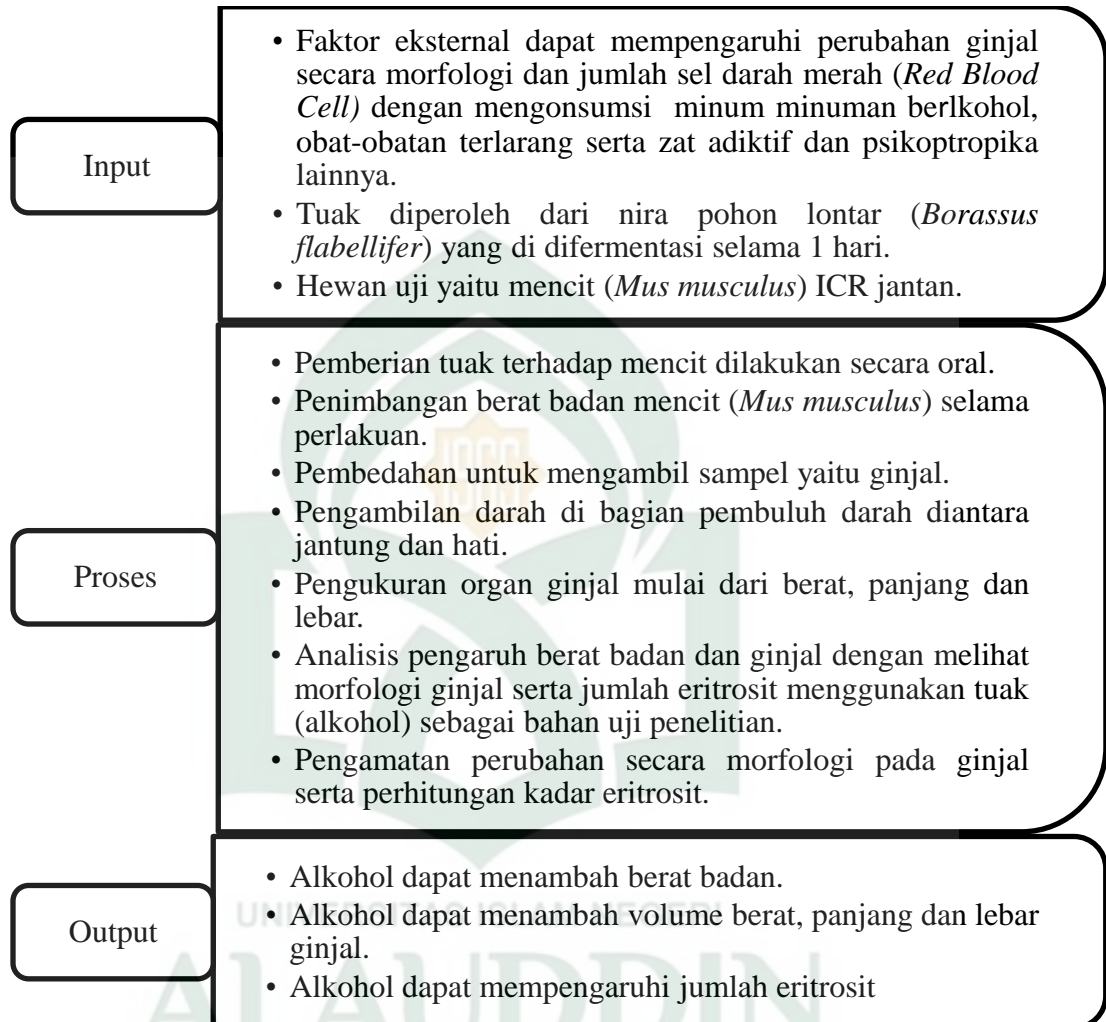 • Faktor eksternal dapat mempengaruhi perubahan ginjal
secara morfologi dan jumlah sel darah merah (Red Blood
Cell) dengan mengonsumsi minum minuman berlkohol,
obat-obatan terlarang serta zat adiktif dan psikoptropika
lainnya.
• Tuak diperoleh dari nira pohon lontar (Borassus
flabellifer) yang di difermentasi selama 1 hari.
• Hewan uji yaitu mencit (Mus musculus) ICR jantan.
Input
• Pemberian tuak terhadap mencit dilakukan secara oral.
• Penimbangan berat badan mencit (Mus musculus) selama
perlakuan.
• Pembedahan untuk mengambil sampel yaitu ginjal.
• Pengambilan darah di bagian pembuluh darah diantara
jantung dan hati.
• Pengukuran organ ginjal mulai dari berat, panjang dan
lebar.
• Analisis pengaruh berat badan dan ginjal dengan melihat
morfologi ginjal serta jumlah eritrosit menggunakan tuak
(alkohol) sebagai bahan uji penelitian.
• Pengamatan perubahan secara morfologi pada ginjal
serta perhitungan kadar eritrosit.
Proses
• Alkohol dapat menambah berat badan.
• Alkohol dapat menambah volume berat, panjang dan lebar
ginjal.
• Alkohol dapat mempengaruhi jumlah eritrosit
Output
UNIVERSITAS ISLAM NEGERI
ALAUDDIN